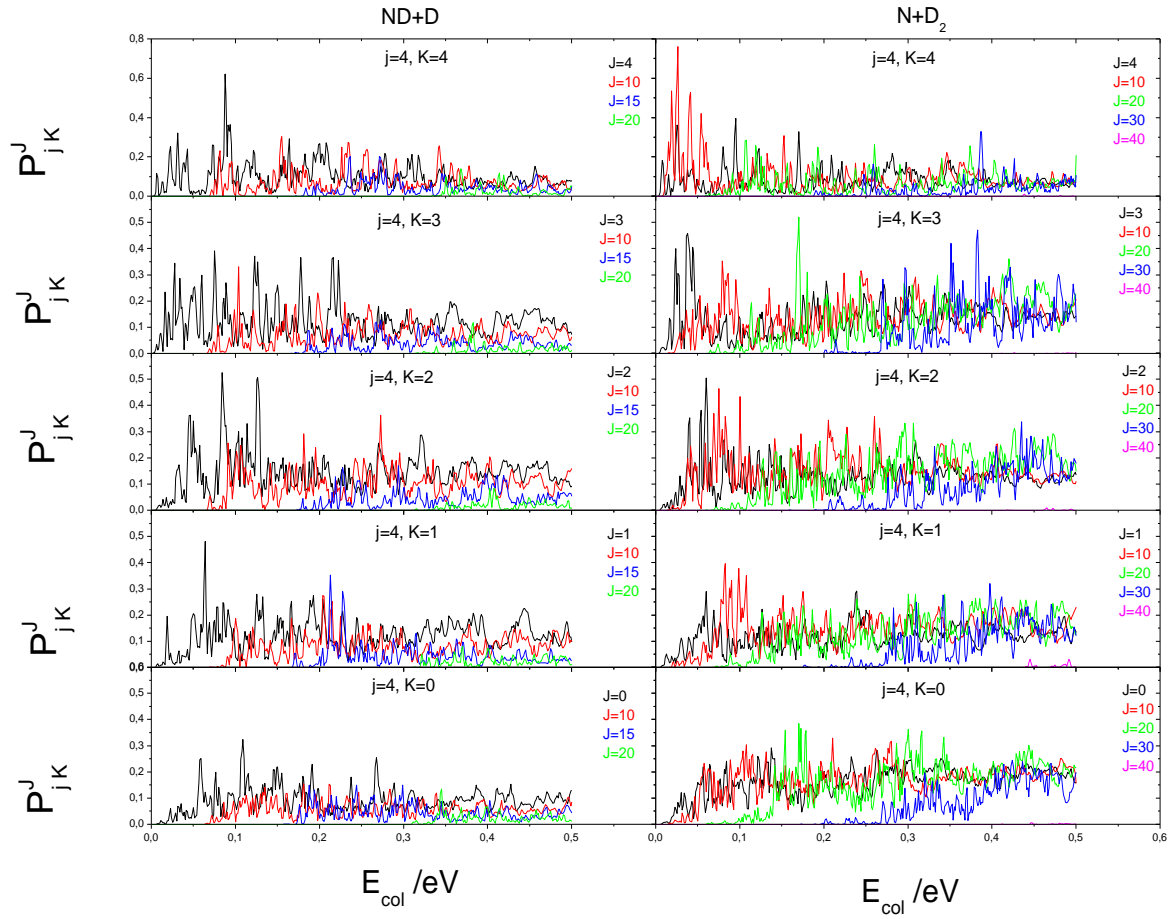 ND+D
N+D2
0,8
0,6
0,4
0,2
0,0
P^J_jK
j=4, K=4
J=4
J=10
J=15
J=20
j=4, K=4
J=4
J=10
J=20
J=30
J=40
0,5
0,4
0,3
0,2
0,1
0,0
P^J_jK
j=4, K=3
J=3
J=10
J=15
J=20
j=4, K=3
J=3
J=10
J=20
J=30
J=40
0,5
0,4
0,3
0,2
0,1
0,0
P^J_jK
j=4, K=2
J=2
J=10
J=15
J=20
j=4, K=2
J=2
J=10
J=20
J=30
J=40
0,5
0,4
0,3
0,2
0,1
P^J_jK
j=4, K=1
J=1
J=10
J=15
J=20
j=4, K=1
J=1
J=10
J=20
J=30
J=40
0,5
0,4
0,3
0,2
0,1
0,0
P^J_jK
j=4, K=0
J=0
J=10
J=15
J=20
j=4, K=0
J=0
J=10
J=20
J=30
J=40
0,0 0,1 0,2 0,3 0,4 0,5
0,1 0,2 0,3 0,4 0,5 0,6
E_col /eV
E_col /eV